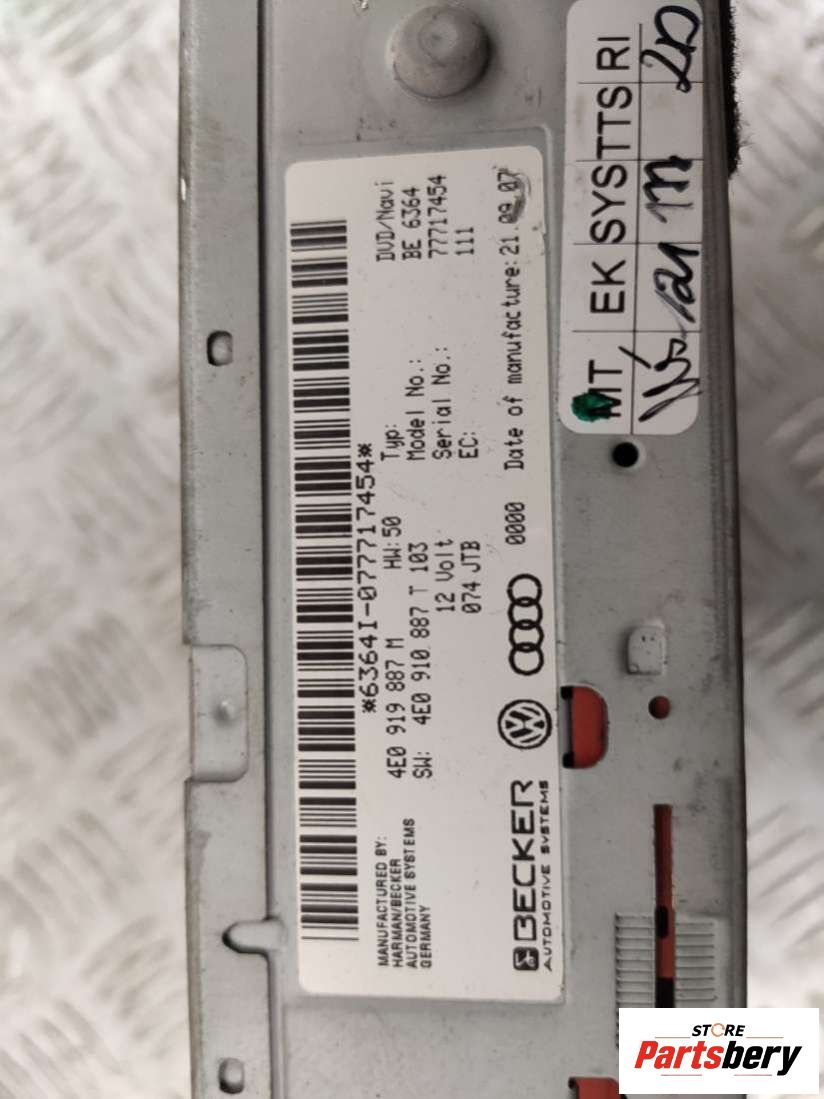 *6364I-077717454*
4E0 919 887 M HW:50 Typ: DVD/Navi
SW: 4E0 910 887 T 103 Model No.: BE 6364
12 Volt Serial No.: 77717454
074 JTB EC: 111
MANUFACTURED BY:
HARMAN/BECKER
AUTOMOTIVE SYSTEMS
GERMANY
BECKER
AUTOMOTIVE SYSTEMS
0000 Date of manufacture:21.09.07
MT EK SYS TTS RI
STORE
Partsbery